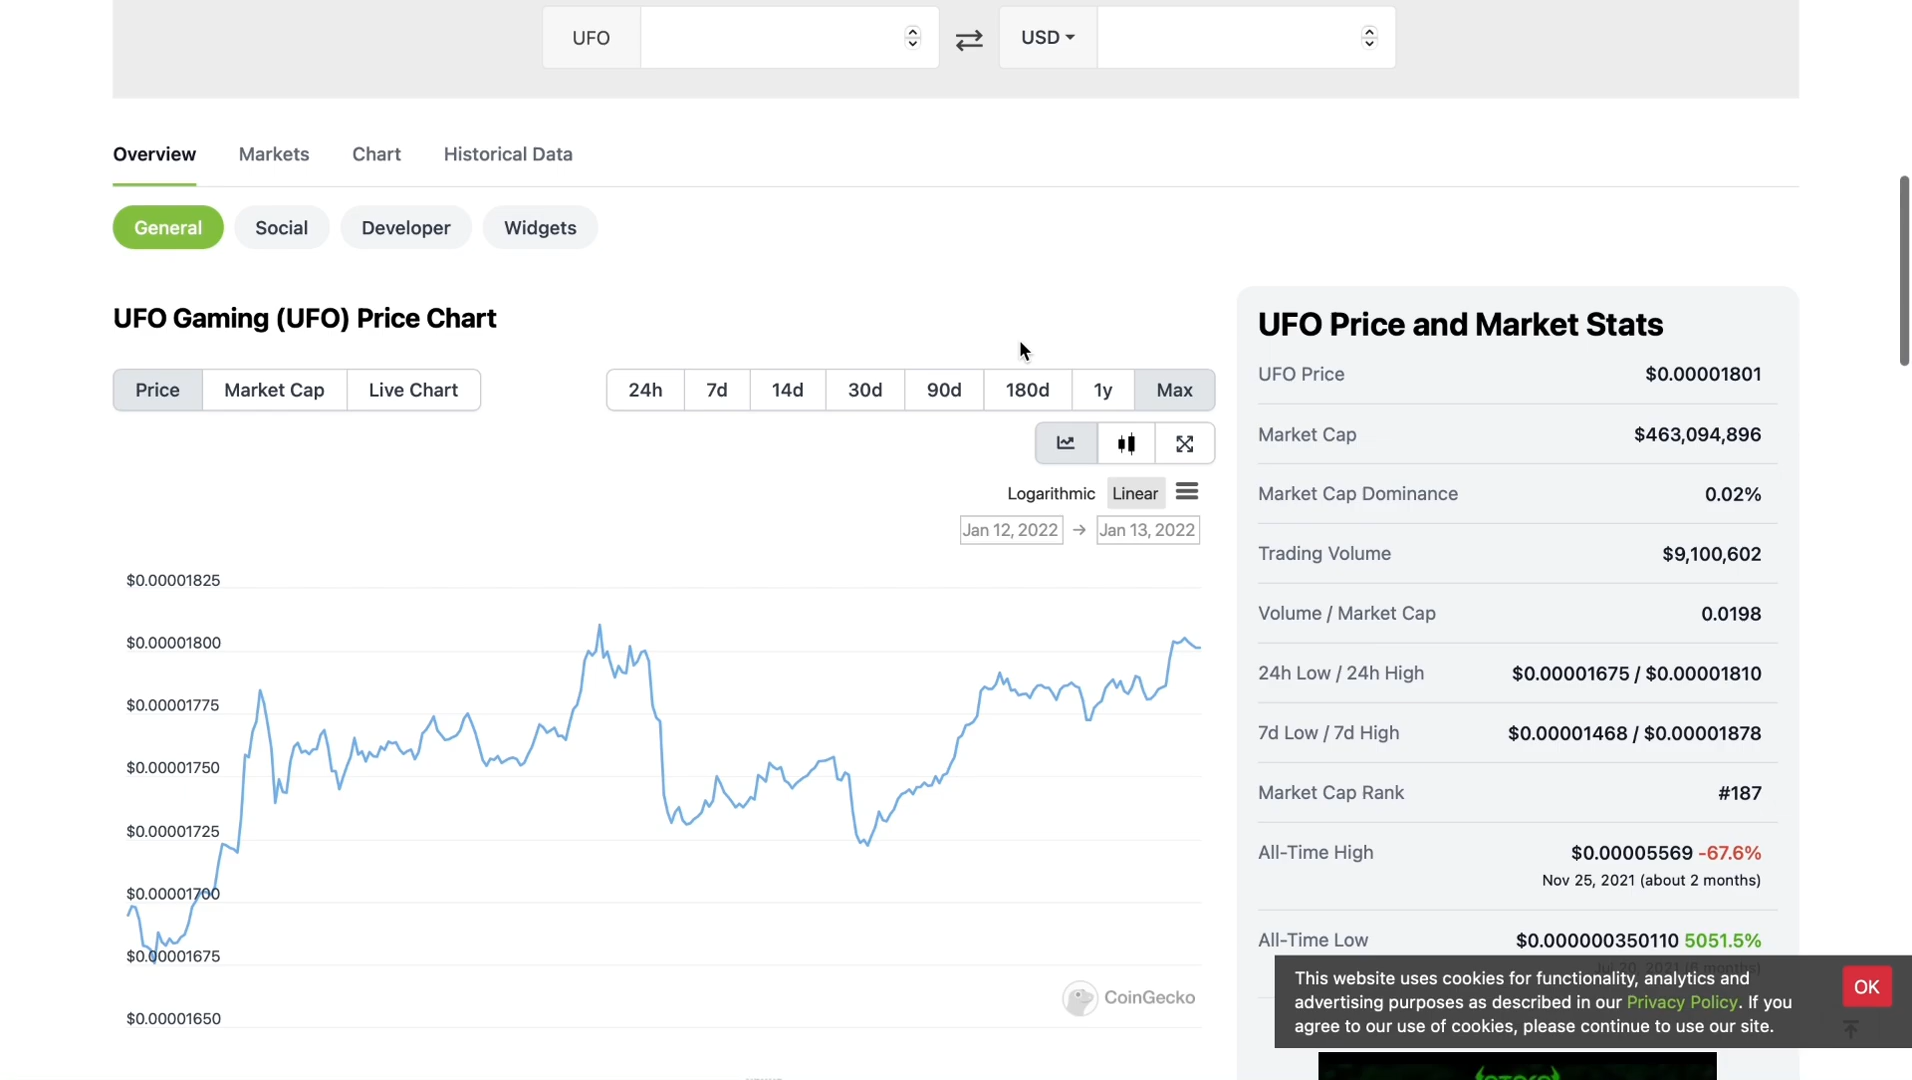 UFO
USD
Overview Markets Chart Historical Data
General Social Developer Widgets
UFO Gaming (UFO) Price Chart
Price Market Cap Live Chart
24h 7d 14d 30d 90d 180d 1y Max
Logarithmic Linear
Jan 12, 2022 → Jan 13, 2022
$0.00001825
$0.00001800
$0.00001775
$0.00001750
$0.00001725
$0.00001700
$0.00001675
$0.00001650
CoinGecko
UFO Price and Market Stats
UFO Price $0.00001801
Market Cap $463,094,896
Market Cap Dominance 0.02%
Trading Volume $9,100,602
Volume / Market Cap 0.0198
24h Low / 24h High $0.00001675 / $0.00001810
7d Low / 7d High $0.00001468 / $0.00001878
Market Cap Rank #187
All-Time High $0.00005569 -67.6%
Nov 25, 2021 (about 2 months)
All-Time Low $0.000000350110 5051.5%
This website uses cookies for functionality, analytics and
advertising purposes as described in our Privacy Policy. If you
agree to our use of cookies, please continue to use our site.
OK